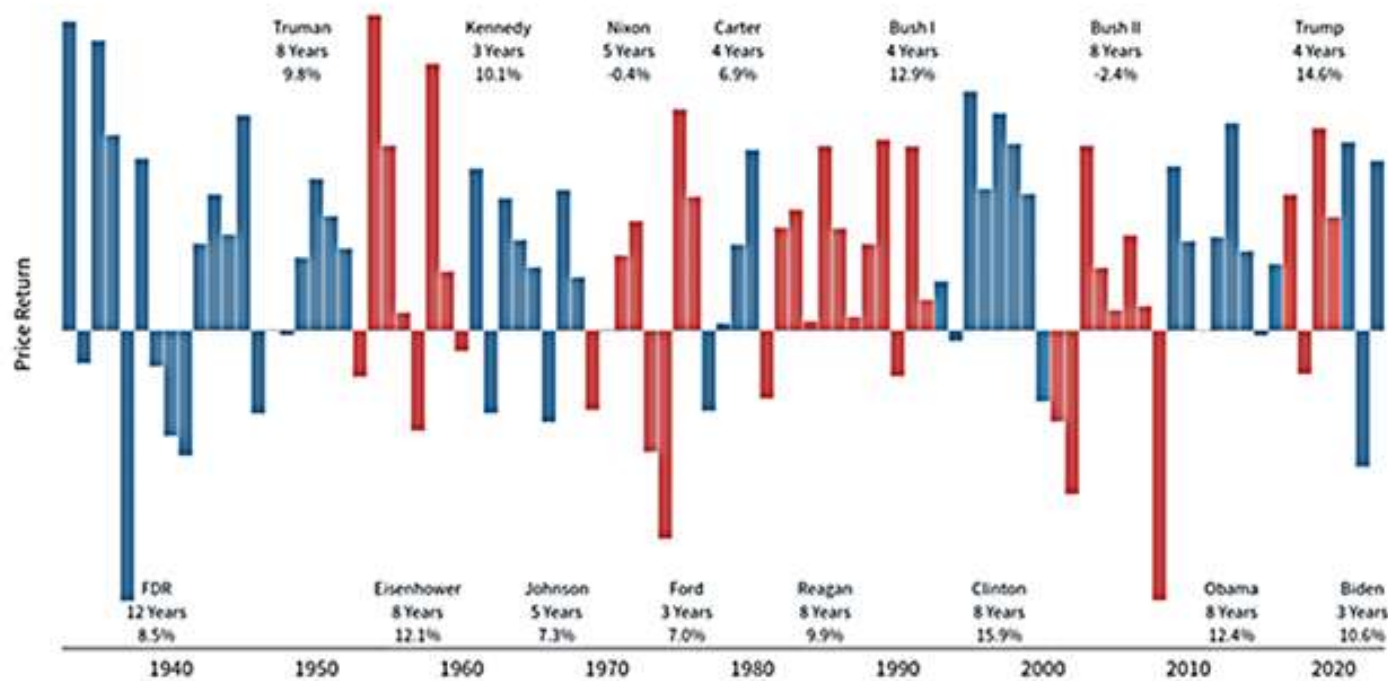 Truman
8 Years
9.8%
Kennedy
3 Years
10.1%
Nixon
5 Years
-0.4%
Carter
4 Years
6.9%
Bush I
4 Years
12.9%
Bush II
8 Years
-2.4%
Trump
4 Years
14.6%
Price Return
FDR
12 Years
8.5%
Eisenhower
8 Years
12.1%
Johnson
5 Years
7.3%
Ford
3 Years
7.0%
Reagan
8 Years
9.9%
Clinton
8 Years
15.9%
Obama
8 Years
12.4%
Biden
3 Years
10.6%
1940 1950 1960 1970 1980 1990 2000 2010 2020